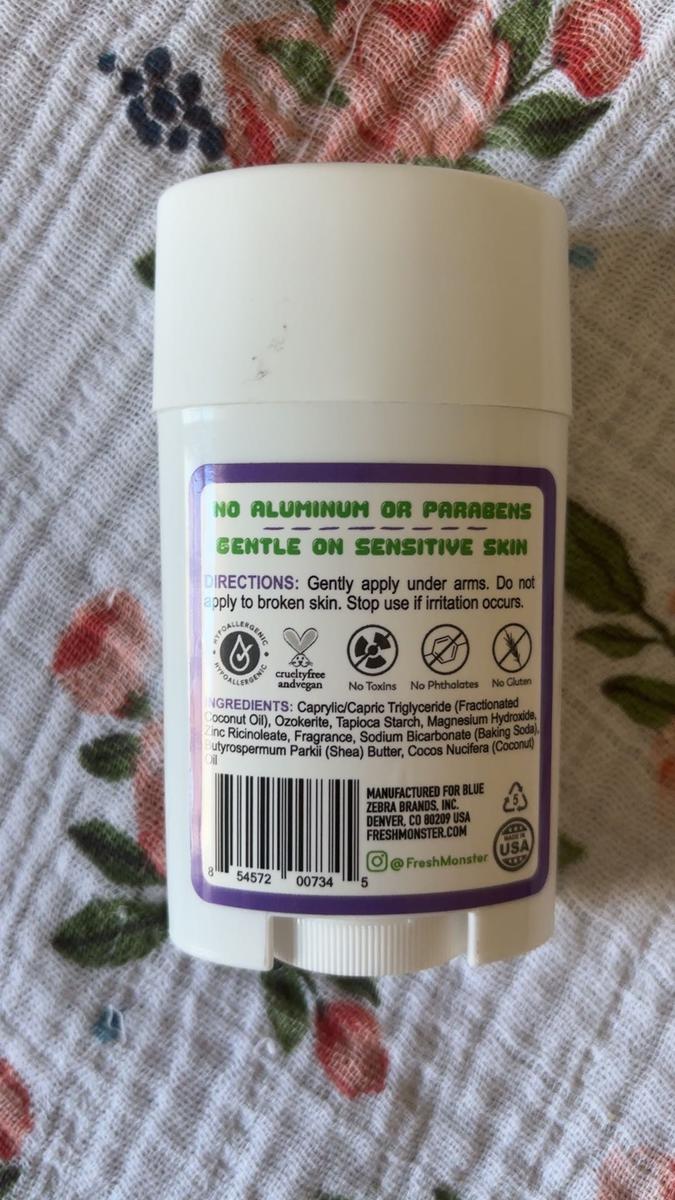 NO ALUMINUM OR PARABENS
GENTLE ON SENSITIVE SKIN
DIRECTIONS: Gently apply under arms. Do not
apply to broken skin. Stop use if irritation occurs.
HYPOALLERGENIC
HYPOALLERGENIC
crueltyfree
andvegan
No Toxins
No Phthalates
No Gluten
INGREDIENTS: Caprylic/Capric Triglyceride (Fractionated
Coconut Oil), Ozokerite, Tapioca Starch, Magnesium Hydroxide,
Zinc Ricinoleate, Fragrance, Sodium Bicarbonate (Baking Soda),
Butyrospermum Parkii (Shea) Butter, Cocos Nucifera (Coconut)
Oil
8 54572 00734 5
MANUFACTURED FOR BLUE
ZEBRA BRANDS, INC.
DENVER, CO 80209 USA
FRESHMONSTER.COM
@FreshMonster
5
MADE IN
USA